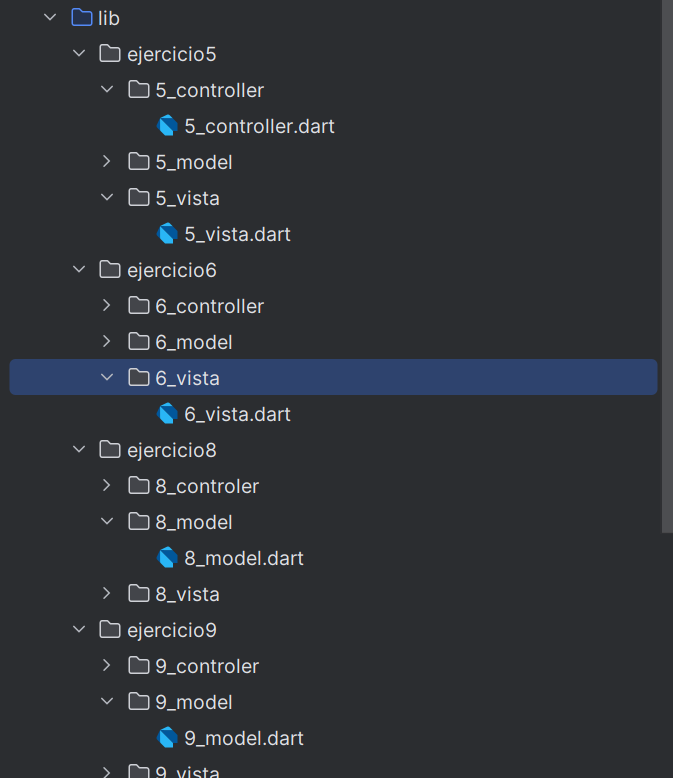 lib
ejercicio5
5_controller
5_controller.dart
5_model
5_vista
5_vista.dart
ejercicio6
6_controller
6_model
6_vista
6_vista.dart
ejercicio8
8_controler
8_model
8_model.dart
8_vista
ejercicio9
9_controler
9_model
9_model.dart
9_vista